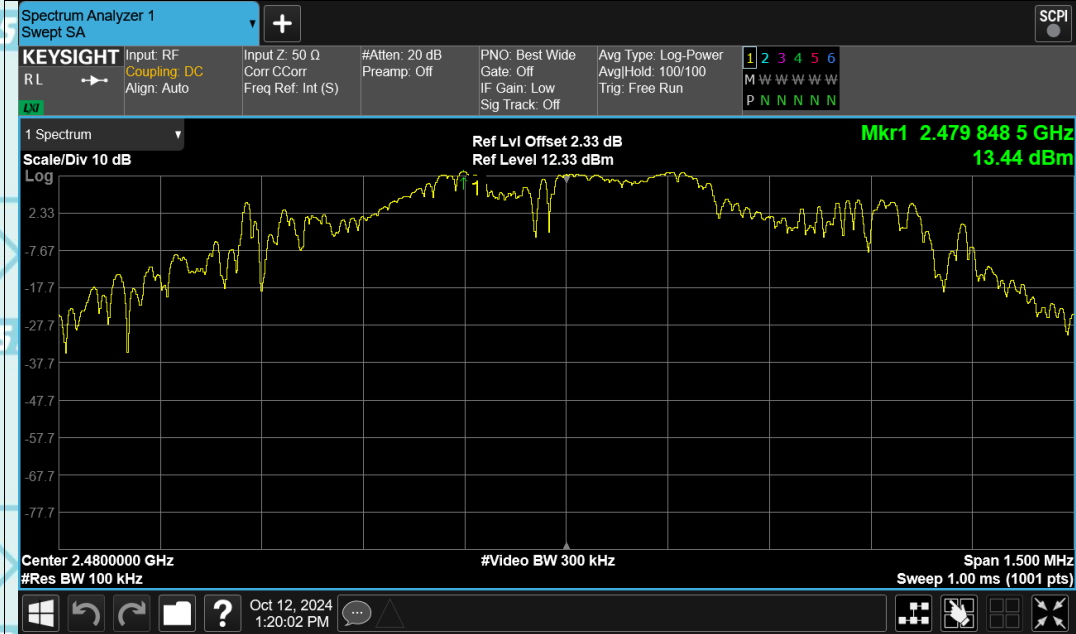 Spectrum Analyzer 1
Swept SA
SCPI
KEYSIGHT
RL
LXI
Input: RF
Coupling: DC
Align: Auto
Input Z: 50 Ω
Corr CCorr
Freq Ref: Int (S)
#Atten: 20 dB
Preamp: Off
PNO: Best Wide
Gate: Off
IF Gain: Low
Sig Track: Off
Avg Type: Log-Power
Avg|Hold: 100/100
Trig: Free Run
1 2 3 4 5 6
M W W W W W
P N N N N N
1 Spectrum
Scale/Div 10 dB
Ref Lvl Offset 2.33 dB
Ref Level 12.33 dBm
Mkr1 2.479 848 5 GHz
13.44 dBm
Log
1
2.33
-7.67
-17.7
-27.7
-37.7
-47.7
-57.7
-67.7
-77.7
Center 2.4800000 GHz
#Res BW 100 kHz
#Video BW 300 kHz
Span 1.500 MHz
Sweep 1.00 ms (1001 pts)
?
Oct 12, 2024
1:20:02 PM